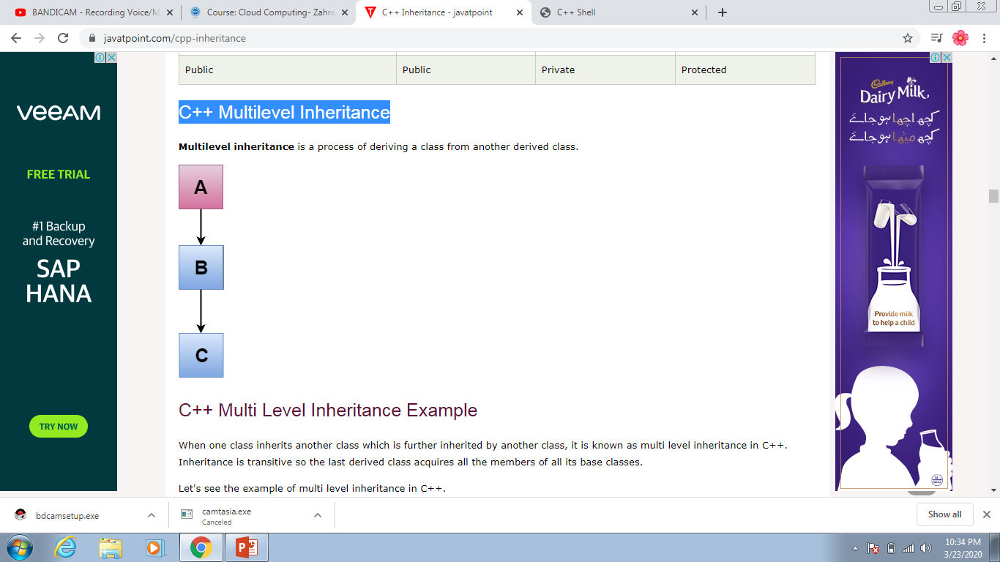 BANDICAM - Recording Voice/M
Course: Cloud Computing- Zahra
C++ Inheritance - javatpoint
C++ Shell
javatpoint.com/cpp-inheritance
Public Public Private Protected
C++ Multilevel Inheritance
Multilevel inheritance is a process of deriving a class from another derived class.
A
B
C
C++ Multi Level Inheritance Example
When one class inherits another class which is further inherited by another class, it is known as multi level inheritance in C++.
Inheritance is transitive so the last derived class acquires all the members of all its base classes.
Let's see the example of multi level inheritance in C++.
veeAM
FREE TRIAL
#1 Backup
and Recovery
SAP
HANA
TRY NOW
Cadbury
Dairy Milk
کچھ اچھا ہو جائے
کچھ میٹھا ہو جائے
Provide milk
to help a child
bdcamsetup.exe
camtasia.exe
Canceled
Show all
10:34 PM
3/23/2020